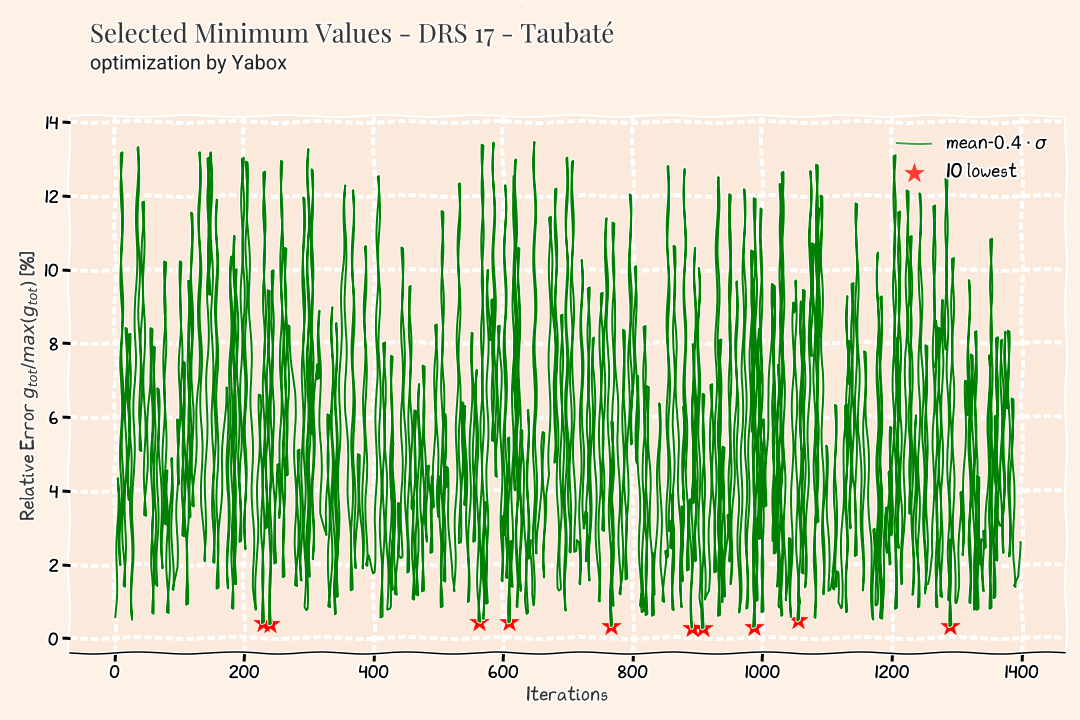 Selected Minimum Values - DRS 17 - Taubaté
optimization by Yabox
14
12
10
8
6
4
2
0
Relative Error g_tot/max(g_tot) [%]
mean-0.4 · σ
10 lowest
0 200 400 600 800 1000 1200 1400
Iterations